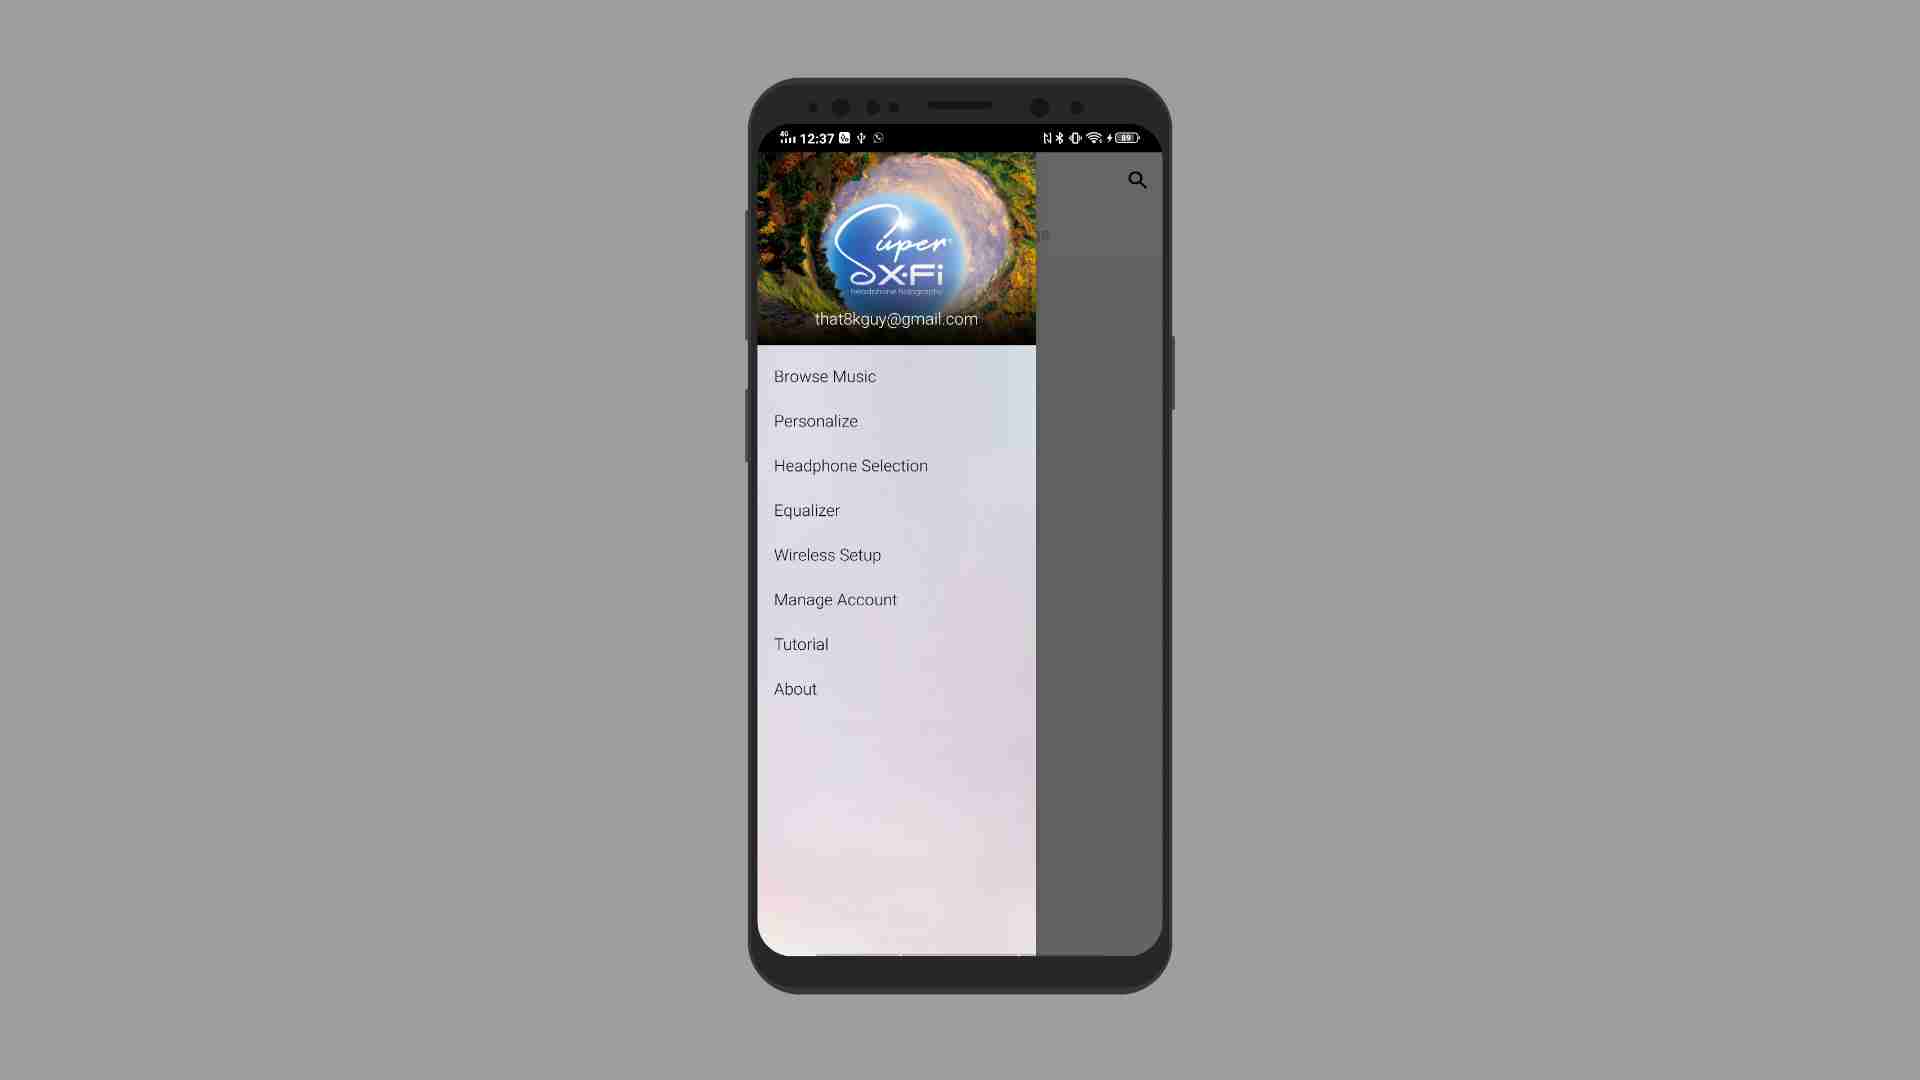 4G
12:37
89
Super
X-Fi
headphone holography
that8kguy@gmail.com
Browse Music
Personalize
Headphone Selection
Equalizer
Wireless Setup
Manage Account
Tutorial
About